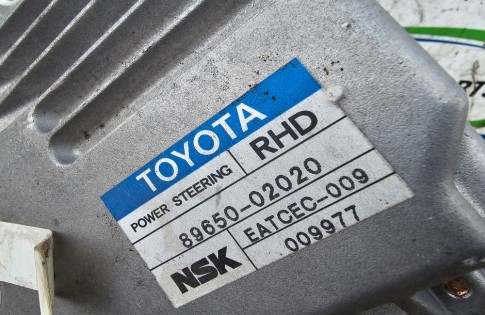 TOYOTA
POWER STEERING RHD
89650-02020
NSK EATCEC-009
009977